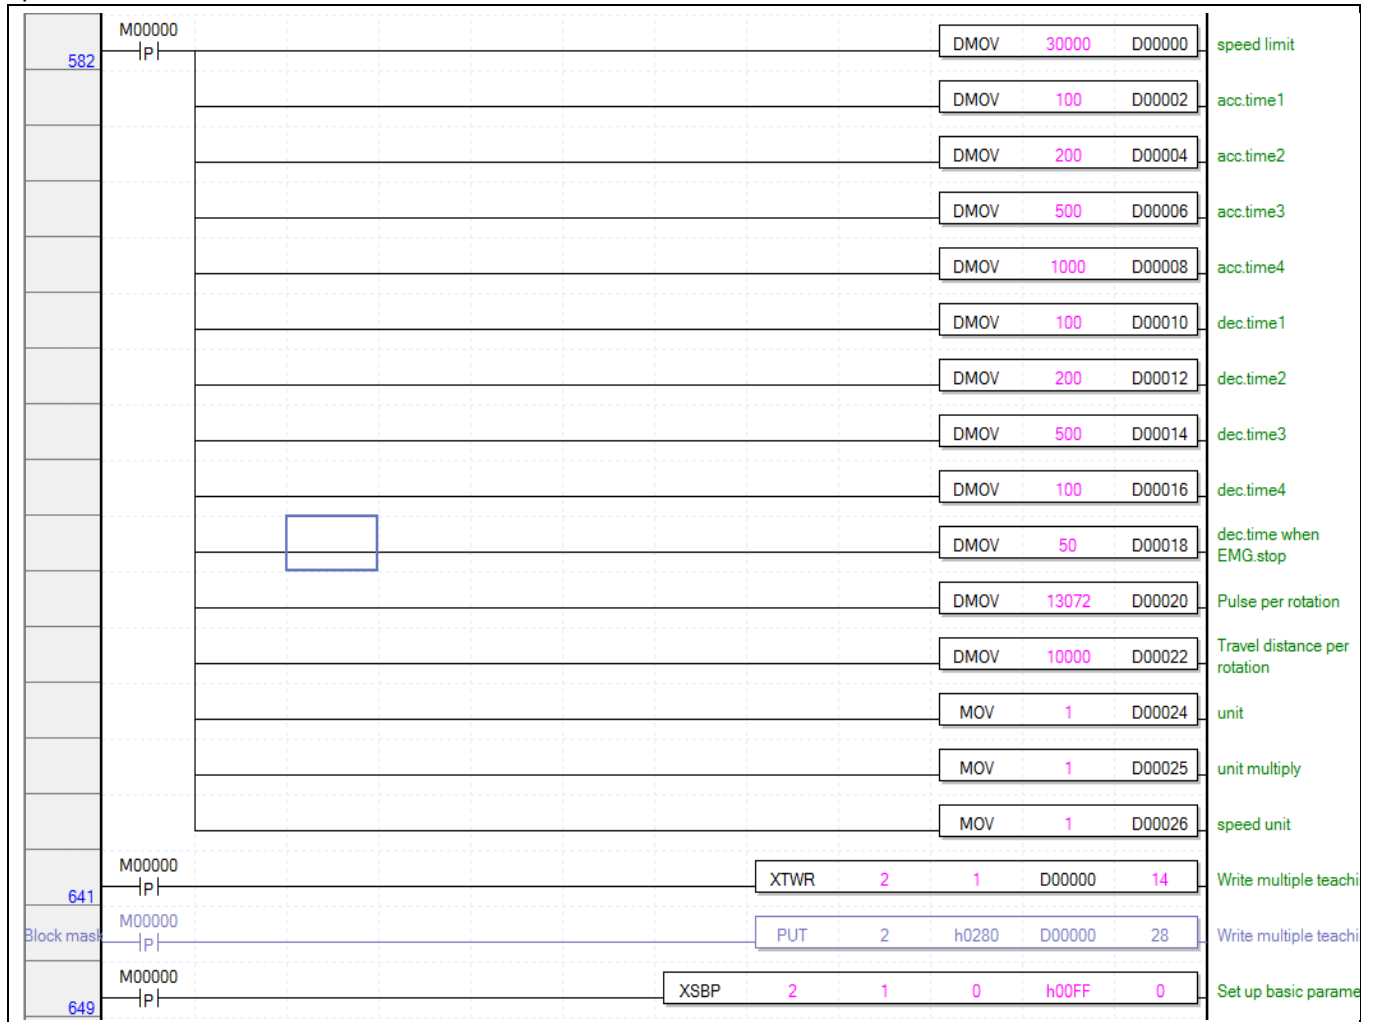 M00000
P
582
DMOV 30000 D00000 speed limit
DMOV 100 D00002 acc.time1
DMOV 200 D00004 acc.time2
DMOV 500 D00006 acc.time3
DMOV 1000 D00008 acc.time4
DMOV 100 D00010 dec.time1
DMOV 200 D00012 dec.time2
DMOV 500 D00014 dec.time3
DMOV 100 D00016 dec.time4
DMOV 50 D00018 dec.time when
EMG.stop
DMOV 13072 D00020 Pulse per rotation
DMOV 10000 D00022 Travel distance per
rotation
MOV 1 D00024 unit
MOV 1 D00025 unit multiply
MOV 1 D00026 speed unit
M00000
P
641
XTWR 2 1 D00000 14 Write multiple teachi
M00000
P
Block mask PUT 2 h0280 D00000 28 Write multiple teachi
M00000
P
649
XSBP 2 1 0 h00FF 0 Set up basic parame